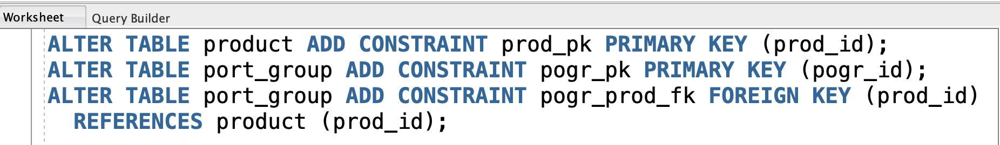 Worksheet Query Builder
ALTER TABLE product ADD CONSTRAINT prod_pk PRIMARY KEY (prod_id);
ALTER TABLE port_group ADD CONSTRAINT pogr_pk PRIMARY KEY (pogr_id);
ALTER TABLE port_group ADD CONSTRAINT pogr_prod_fk FOREIGN KEY (prod_id)
REFERENCES product (prod_id);